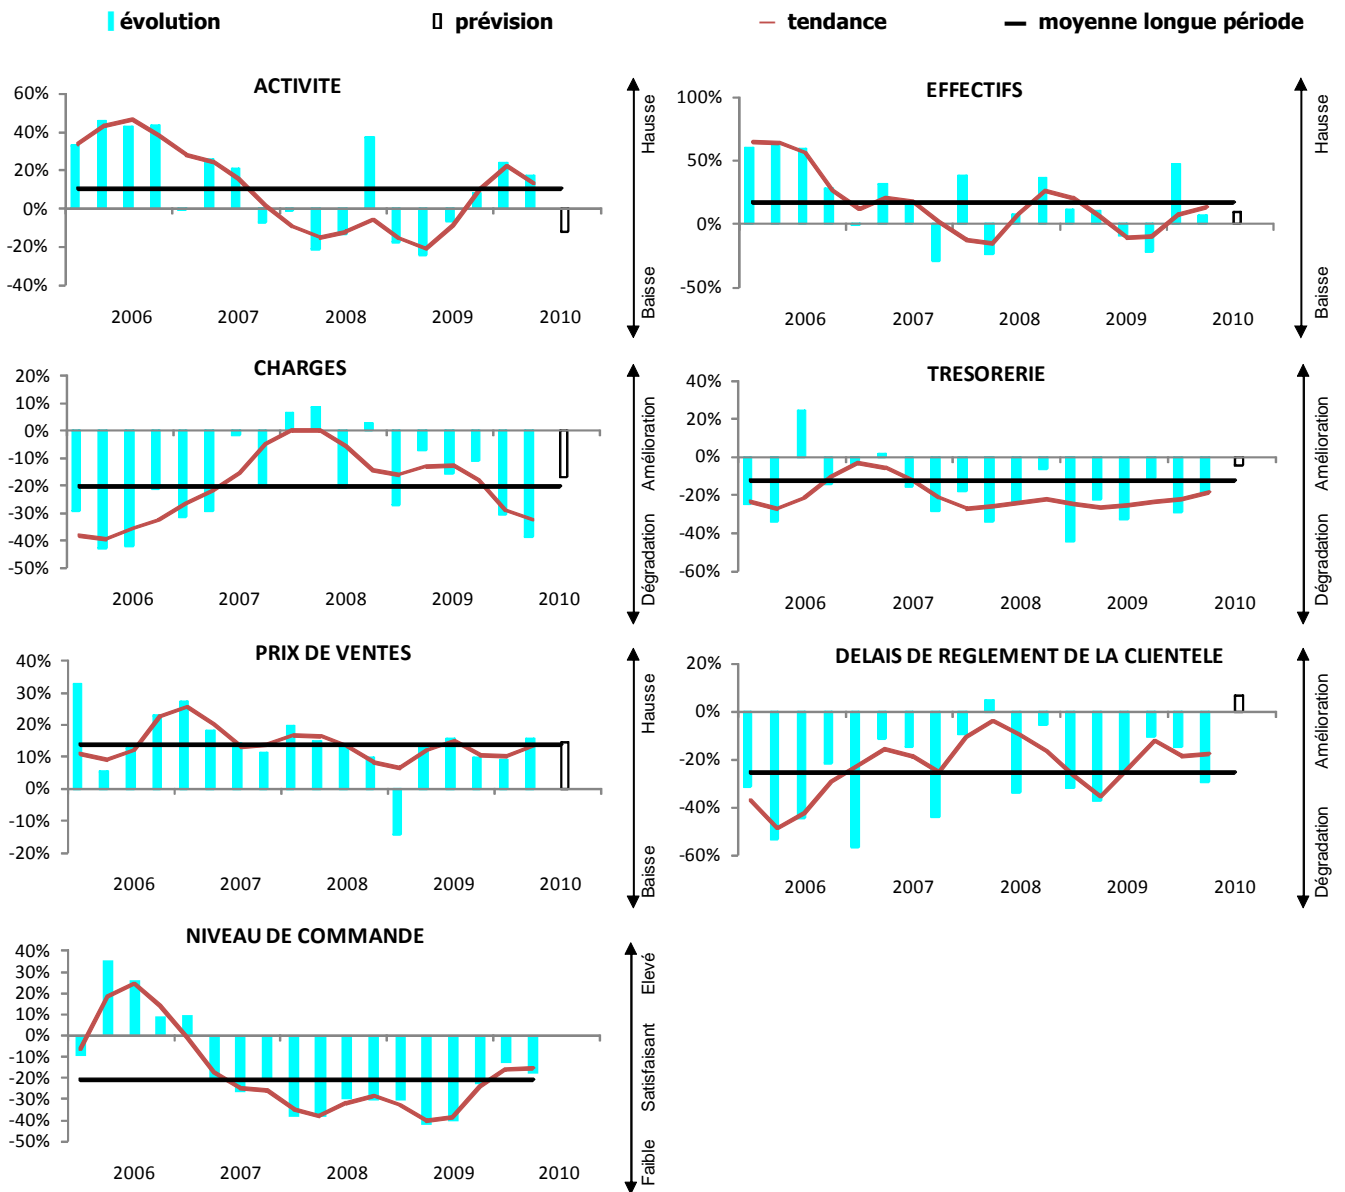 évolution prévision tendance moyenne longue période
ACTIVITE
60%
40%
20%
0%
-20%
-40%
2006 2007 2008 2009 2010
Hausse
Baisse
EFFECTIFS
100%
50%
0%
-50%
2006 2007 2008 2009 2010
Hausse
Baisse
CHARGES
20%
10%
0%
-10%
-20%
-30%
-40%
-50%
2006 2007 2008 2009 2010
Amélioration
Dégradation
TRESORERIE
40%
20%
0%
-20%
-40%
-60%
2006 2007 2008 2009 2010
Amélioration
Dégradation
PRIX DE VENTES
40%
30%
20%
10%
0%
-10%
-20%
2006 2007 2008 2009 2010
Hausse
Baisse
DELAIS DE REGLEMENT DE LA CLIENTELE
20%
0%
-20%
-40%
-60%
2006 2007 2008 2009 2010
Amélioration
Dégradation
NIVEAU DE COMMANDE
40%
30%
20%
10%
0%
-10%
-20%
-30%
-40%
-50%
2006 2007 2008 2009 2010
Elevé
Satisfaisant
Faible